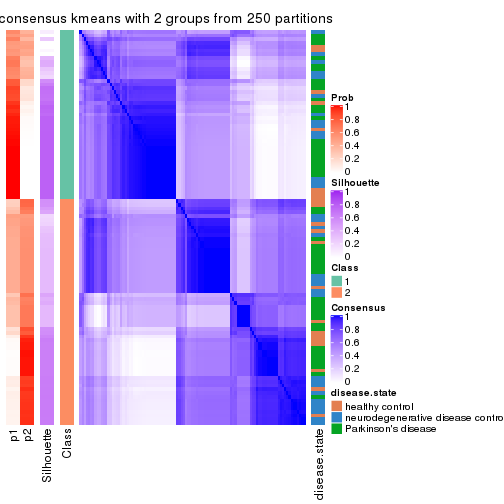 consensus kmeans with 2 groups from 250 partitions
Prob
1
0.8
0.6
0.4
0.2
0
Silhouette
1
0.8
0.6
0.4
0.2
0
Class
1
2
Consensus
1
0.8
0.6
0.4
0.2
0
disease.state
healthy control
neurodegenerative disease contro
Parkinson's disease
p1
p2
Silhouette
Class
disease.state